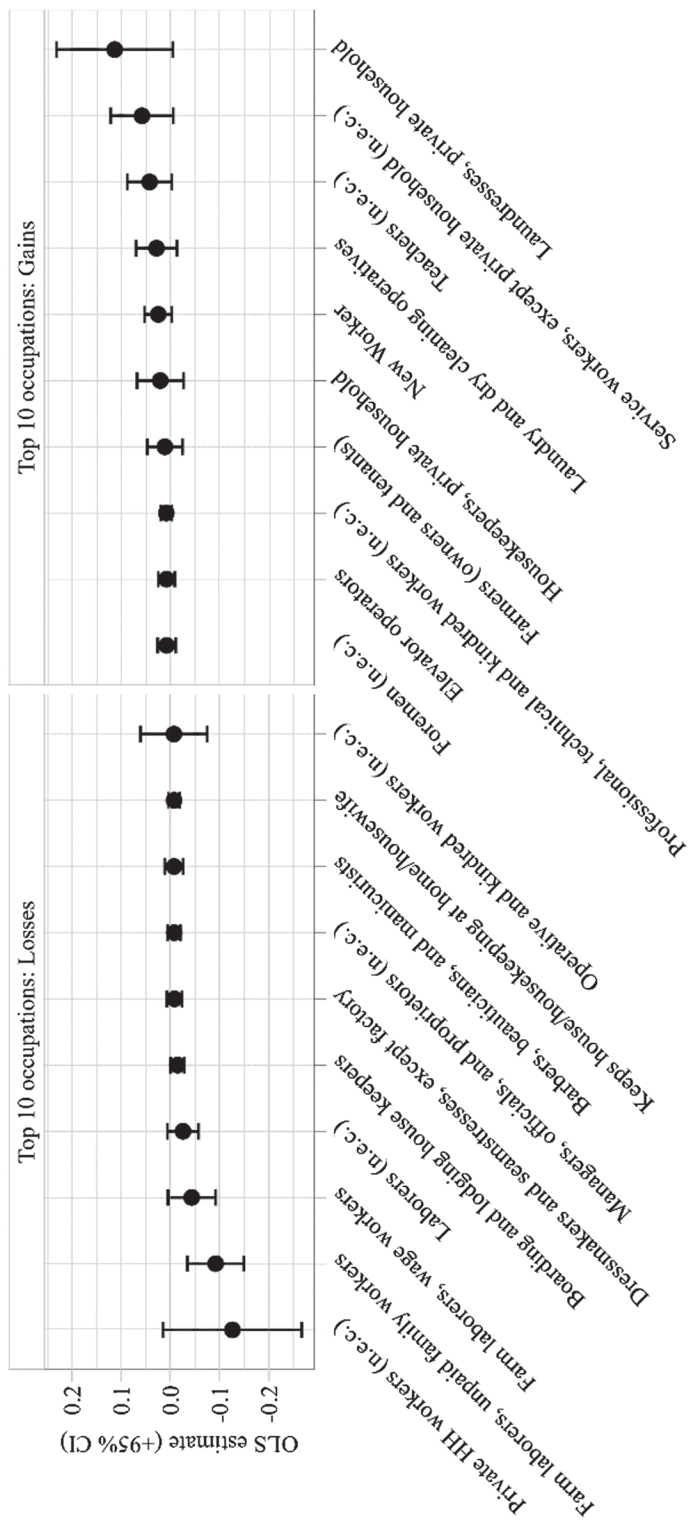 Top 10 occupations: Losses
Top 10 occupations: Gains
OLS estimate (+95% CI)
0.2
0.1
0.0
-0.1
-0.2
Private HH workers (n.e.c.)
Farm laborers, unpaid family workers
Farm laborers, wage workers
Laborers (n.e.c.)
Boarding and lodging house keepers
Dressmakers and seamstresses, except factory
Managers, officials, and proprietors (n.e.c.)
Barbers, beauticians, and manicurists
Keeps house/housekeeping at home/housewife
Operative and kindred workers (n.e.c.)
Foremen (n.e.c.)
Elevator operators
Professional, technical and kindred workers (n.e.c.)
Farmers (owners and tenants)
Housekeepers, private household
New Worker
Laundry and dry cleaning operatives
Teachers (n.e.c.)
Service workers, except private household (n.e.c.)
Laundresses, private household